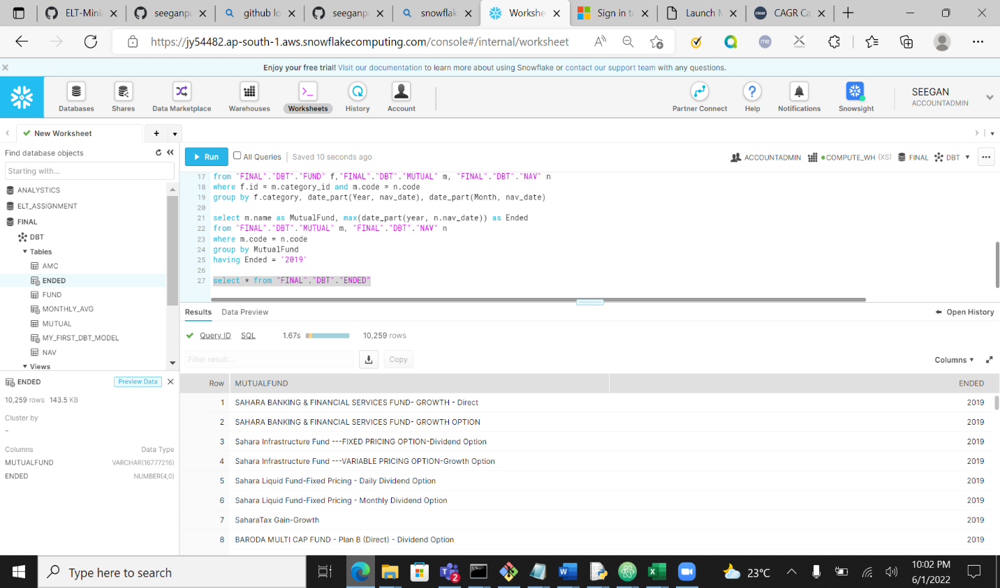 ELT-Mini
seeganpa
github lo
seeganpa
snowflak
Workshe
Sign in to
Launch M
CAGR Ca
https://jy54482.ap-south-1.aws.snowflakecomputing.com/console#/internal/worksheet
Enjoy your free trial! Visit our documentation to learn more about using Snowflake or contact our support team with any questions.
Databases
Shares
Data Marketplace
Warehouses
Worksheets
History
Account
Partner Connect
Help
Notifications
Snowsight
SEEGAN
ACCOUNTADMIN
New Worksheet
Find database objects
Starting with...
ANALYSTICS
ELT_ASSIGNMENT
FINAL
DBT
Tables
AMC
ENDED
FUND
MONTHLY_AVG
MUTUAL
MY_FIRST_DBT_MODEL
NAV
Views
ENDED
Preview Data
10,259 rows 143.5 KB
Cluster by
-
Columns Data Type
MUTUALFUND VARCHAR(16777216)
ENDED NUMBER(4,0)
Run
All Queries
Saved 10 seconds ago
ACCOUNTADMIN
COMPUTE_WH (XS)
FINAL
DBT
17 from "FINAL"."DBT"."FUND" f,"FINAL"."DBT"."MUTUAL" m, "FINAL"."DBT"."NAV" n
18 where f.id = m.category_id and m.code = n.code
19 group by f.category, date_part(Year, nav_date), date_part(Month, nav_date)
20
21 select m.name as MutualFund, max(date_part(year, n.nav_date)) as Ended
22 from "FINAL"."DBT"."MUTUAL" m, "FINAL"."DBT"."NAV" n
23 where m.code = n.code
24 group by MutualFund
25 having Ended = '2019'
26
27 select * from "FINAL"."DBT"."ENDED"
Results Data Preview
Open History
Query ID SQL 1.67s 10,259 rows
Filter result...
Copy
Columns
Row MUTUALFUND ENDED
1 SAHARA BANKING & FINANCIAL SERVICES FUND- GROWTH - Direct 2019
2 SAHARA BANKING & FINANCIAL SERVICES FUND- GROWTH OPTION 2019
3 Sahara Infrastructure Fund ---FIXED PRICING OPTION-Dividend Option 2019
4 Sahara Infrastructure Fund ---VARIABLE PRICING OPTION-Growth Option 2019
5 Sahara Liquid Fund-Fixed Pricing - Daily Dividend Option 2019
6 Sahara Liquid Fund-Fixed Pricing - Monthly Dividend Option 2019
7 SaharaTax Gain-Growth 2019
8 BARODA MULTI CAP FUND - Plan B (Direct) - Dividend Option 2019
Type here to search
2
23°C
10:02 PM
6/1/2022